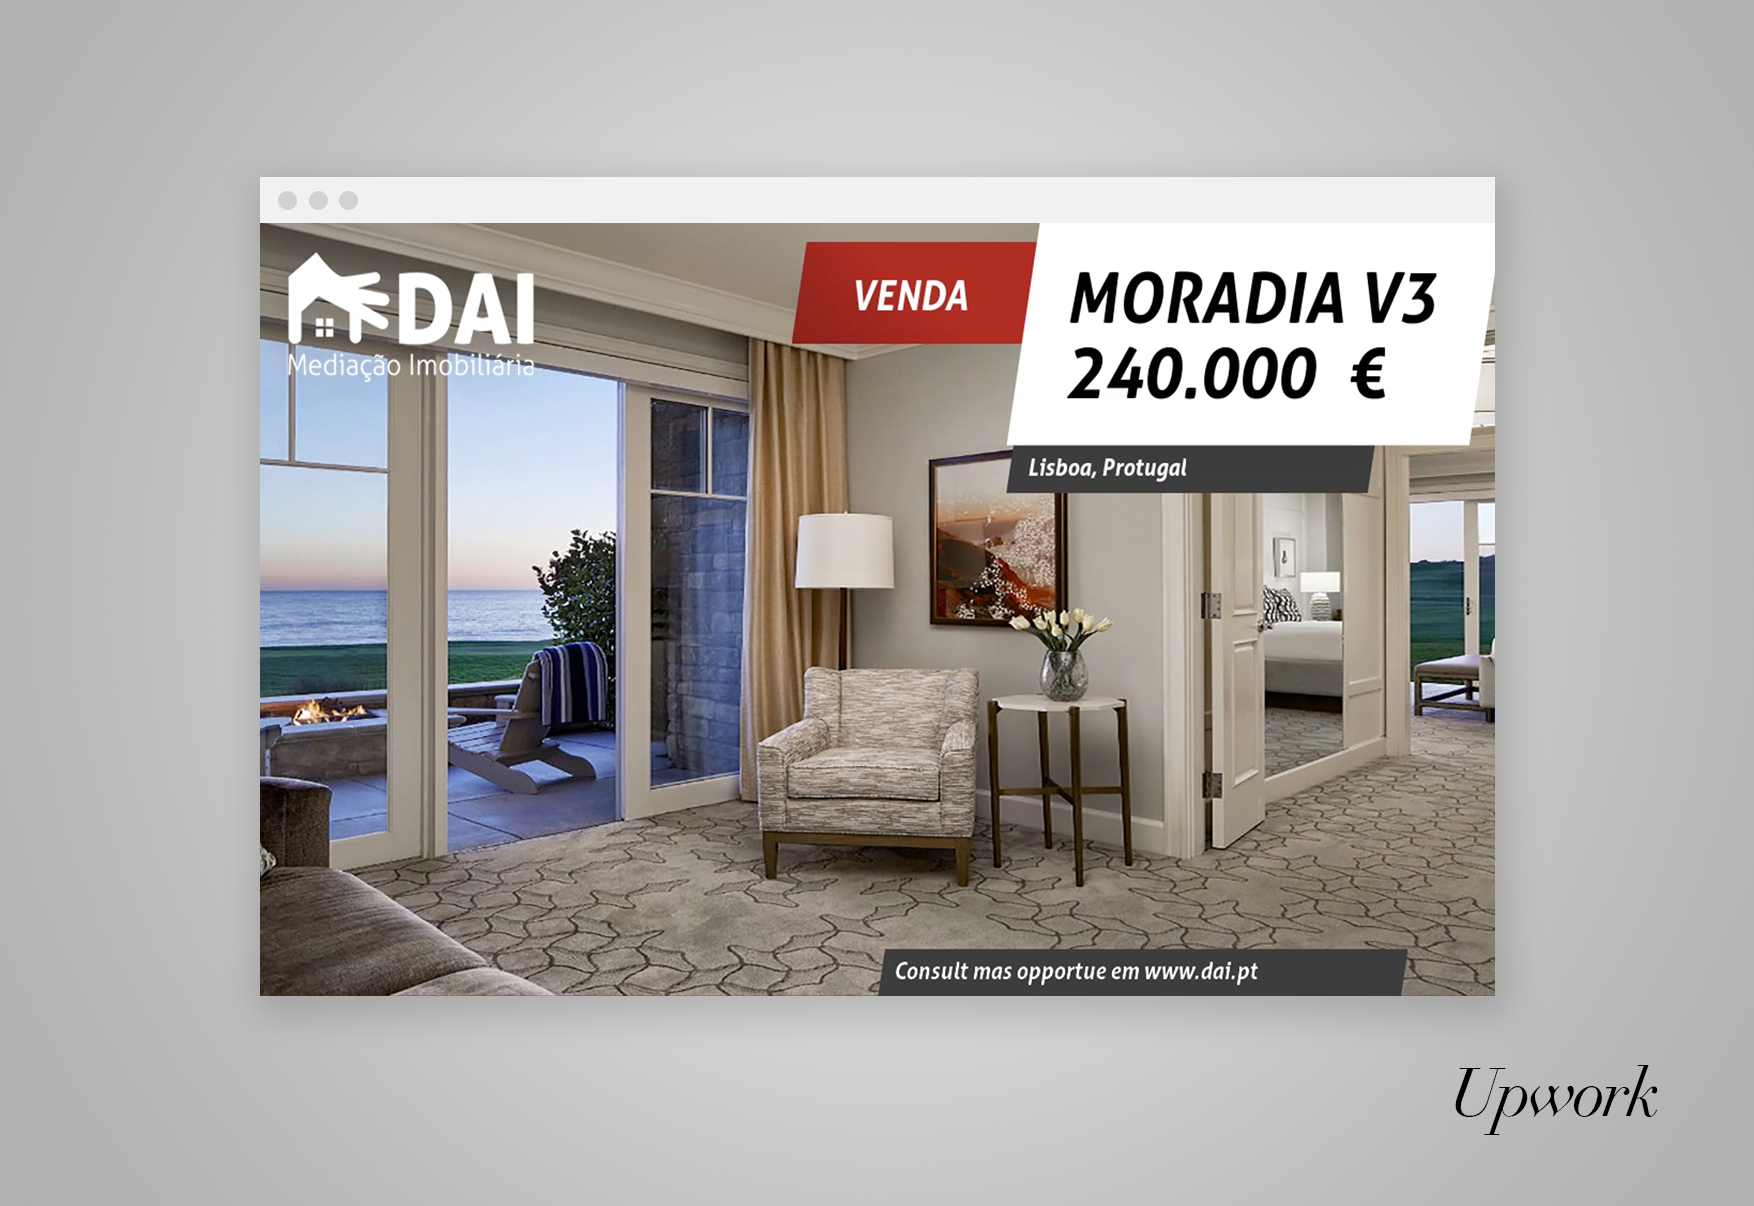 DAI
Mediação Imobiliária
VENDA
MORADIA V3
240.000 €
Lisboa, Protugal
Consult mas opportue em www.dai.pt
Upwork